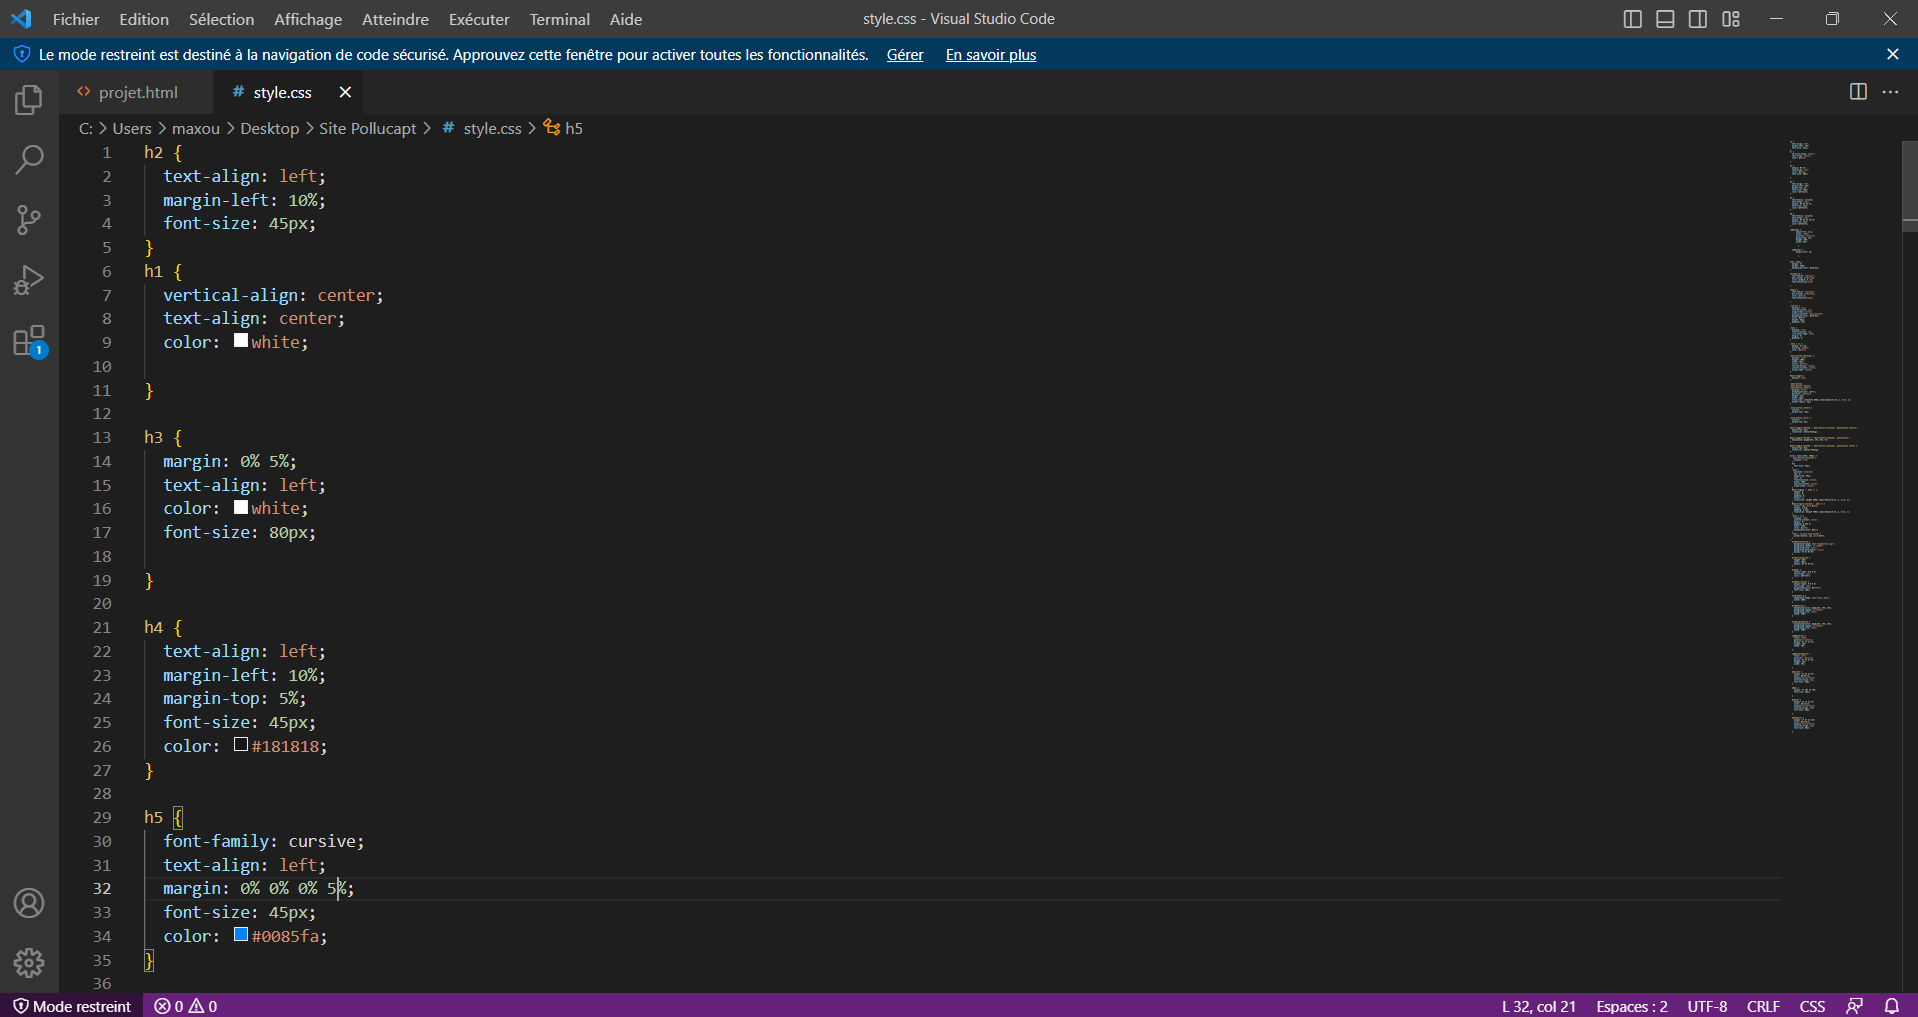 Fichier Edition Sélection Affichage Atteindre Exécuter Terminal Aide style.css - Visual Studio Code
Le mode restreint est destiné à la navigation de code sécurisé. Approuvez cette fenêtre pour activer toutes les fonctionnalités. Gérer En savoir plus
<> projet.html # style.css
C: > Users > maxou > Desktop > Site Pollucapt > # style.css > h5
1 h2 {
2 text-align: left;
3 margin-left: 10%;
4 font-size: 45px;
5 }
6 h1 {
7 vertical-align: center;
8 text-align: center;
9 color: white;
10
11 }
12
13 h3 {
14 margin: 0% 5%;
15 text-align: left;
16 color: white;
17 font-size: 80px;
18
19 }
20
21 h4 {
22 text-align: left;
23 margin-left: 10%;
24 margin-top: 5%;
25 font-size: 45px;
26 color: #181818;
27 }
28
29 h5 {
30 font-family: cursive;
31 text-align: left;
32 margin: 0% 0% 0% 5%;
33 font-size: 45px;
34 color: #0085fa;
35 }
36
1
Mode restreint 0 0 L 32, col 21 Espaces : 2 UTF-8 CRLF CSS